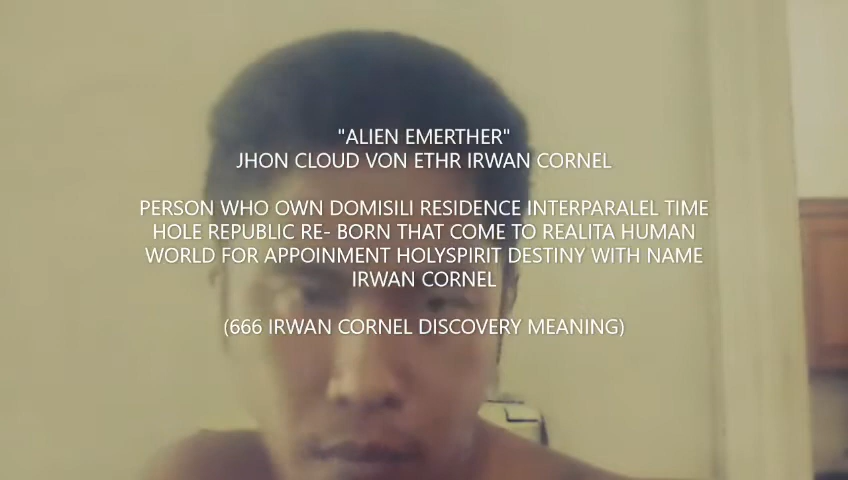 "ALIEN EMERTHER"
JHON CLOUD VON ETHR IRWAN CORNEL
PERSON WHO OWN DOMISILI RESIDENCE INTERPARALEL TIME
HOLE REPUBLIC RE- BORN THAT COME TO REALITA HUMAN
WORLD FOR APPOINMENT HOLYSPIRIT DESTINY WITH NAME
IRWAN CORNEL
(666 IRWAN CORNEL DISCOVERY MEANING)